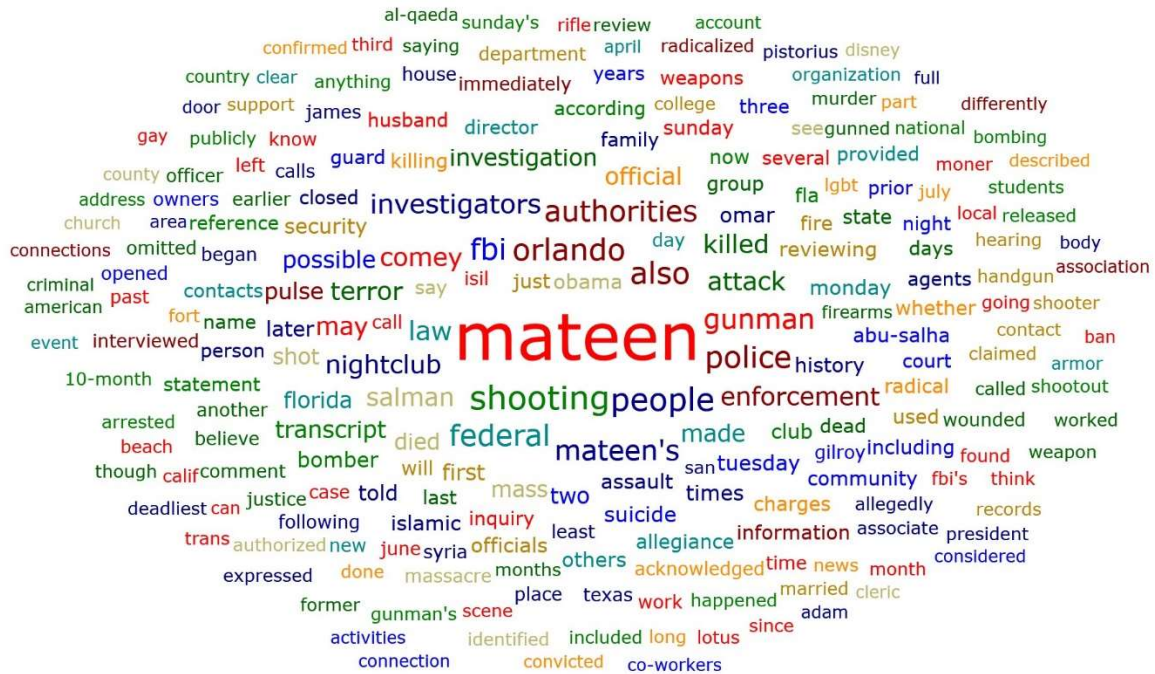 al-qaeda sunday's rifle review account
confirmed third saying department april radicalized pistorius disney
country clear anything house immediately years weapons organization full
door support james husband according college three murder part differently
gay publicly know director family sunday see gunned national bombing
left calls guard killing investigation official now several provided moner described
county officer earlier closed investigators authorities group fla lgbt prior july students
address owners reference security omar fire state night local released
church area began possible comey fbi orlando day killed reviewing days hearing body
connections omitted opened contacts pulse terror say isil just obama also attack monday agents handgun association
criminal past american fort name later may call law mateen gunman firearms whether going shooter
event interviewed person shot nightclub police history abu-salha court contact claimed ban armor
10-month statement florida salman shooting people enforcement radical called shootout
arrested another transcript died federal mateen's made club dead used wounded worked
beach believe bomber will first mass two assault san tuesday gilroy including found weapon
though calif comment told last suicide times community fbi's think
deadliest can justice case following islamic inquiry least charges allegedly records
trans authorized new june syria officials others allegiance information associate president
expressed done massacre months acknowledged time news month considered
former gunman's scene place texas work happened married cleric
activities identified included long lotus since adam
connection convicted co-workers